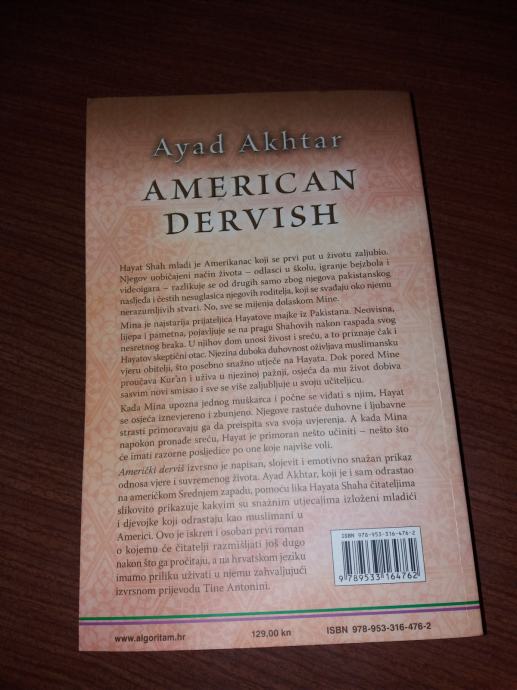 Ayad Akhtar
AMERICAN
DERVISH
Hayat Shah mladi je Amerikanac koji se prvi put u životu zaljubio.
Njegov uobičajeni način života – odlasci u školu, igranje bejzbola i
videoigara – razlikuje se od drugih samo zbog njegova pakistanskog
nasljeđa i čestih nesuglasica njegovih roditelja, koji se svađaju oko njemu
nerazumljivih stvari. No, sve se mijenja dolaskom Mine.
Mina je najstarija prijateljica Hayatove majke iz Pakistana. Neovisna,
lijepa i pametna, pojavljuje se na pragu Shahovih nakon raspada svog
nesretnog braka. U njihov dom unosi život i sreću, a to priznaje čak i
Hayatov skeptični otac. Njezina duboka duhovnost oživljava muslimansku
vjeru obitelji, što posebno snažno utječe na Hayata. Dok pored Mine
proučava Kur'an i uživa u njezinoj pažnji, osjeća da mu život dobiva
sasvim novi smisao i sve se više zaljubljuje u svoju učiteljicu.
Kada Mina upozna jednog muškarca i počne se viđati s njim, Hayat
se osjeća iznevjereno i zbunjeno. Njegove rastuće duhovne i ljubavne
strasti primoravaju ga da preispita sva svoja uvjerenja. A kada Mina
napokon pronađe sreću, Hayat je primoran nešto učiniti – nešto što
će imati razorne posljedice po one koje najviše voli.
Američki derviš izvrsno je napisan, slojevit i emotivno snažan prikaz
odnosa vjere i suvremenog života. Ayad Akhtar, koji je i sam odrastao
na američkom Srednjem zapadu, pomoću lika Hayata Shaha čitateljima
slikovito prikazuje kakvim su snažnim utjecajima izloženi mladići
i djevojke koji odrastaju kao muslimani u
Americi. Ovo je iskren i osoban prvi roman
o kojemu će čitatelji razmišljati još dugo
nakon što ga pročitaju, a na hrvatskom jeziku
imamo priliku uživati u njemu zahvaljujući
izvrsnom prijevodu Tine Antonini.
ISBN 978-953-316-476-2
9 789533 164762
www.algoritam.hr
129,00 kn
ISBN 978-953-316-476-2